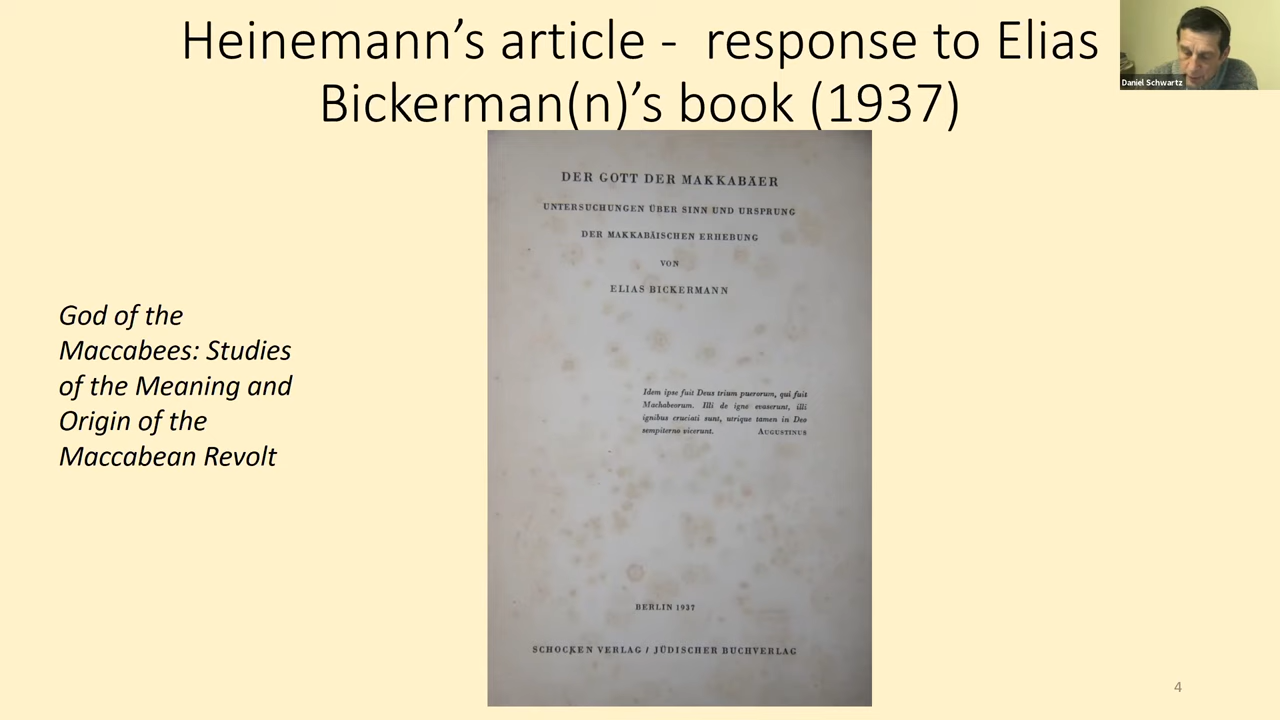 Heinemann’s article -  response to Elias
Bickerman(n)’s book (1937)
Daniel Schwartz
DER GOTT DER MAKKABÄER
UNTERSUCHUNGEN ÜBER SINN UND URSPRUNG
DER MAKKABÄISCHEN ERHEBUNG
VON
ELIAS BICKERMANN
God of the
Maccabees: Studies
of the Meaning and
Origin of the
Maccabean Revolt
Idem ipse fuit Deus trium puerorum, qui fuit
Machabeorum. Illi de igne evaserunt, illi
ignibus cruciati sunt, utrique tamen in Deo
sempiterno vicerunt. AUGUSTINUS
BERLIN 1937
SCHOCKEN VERLAG / JÜDISCHER BUCHVERLAG
4